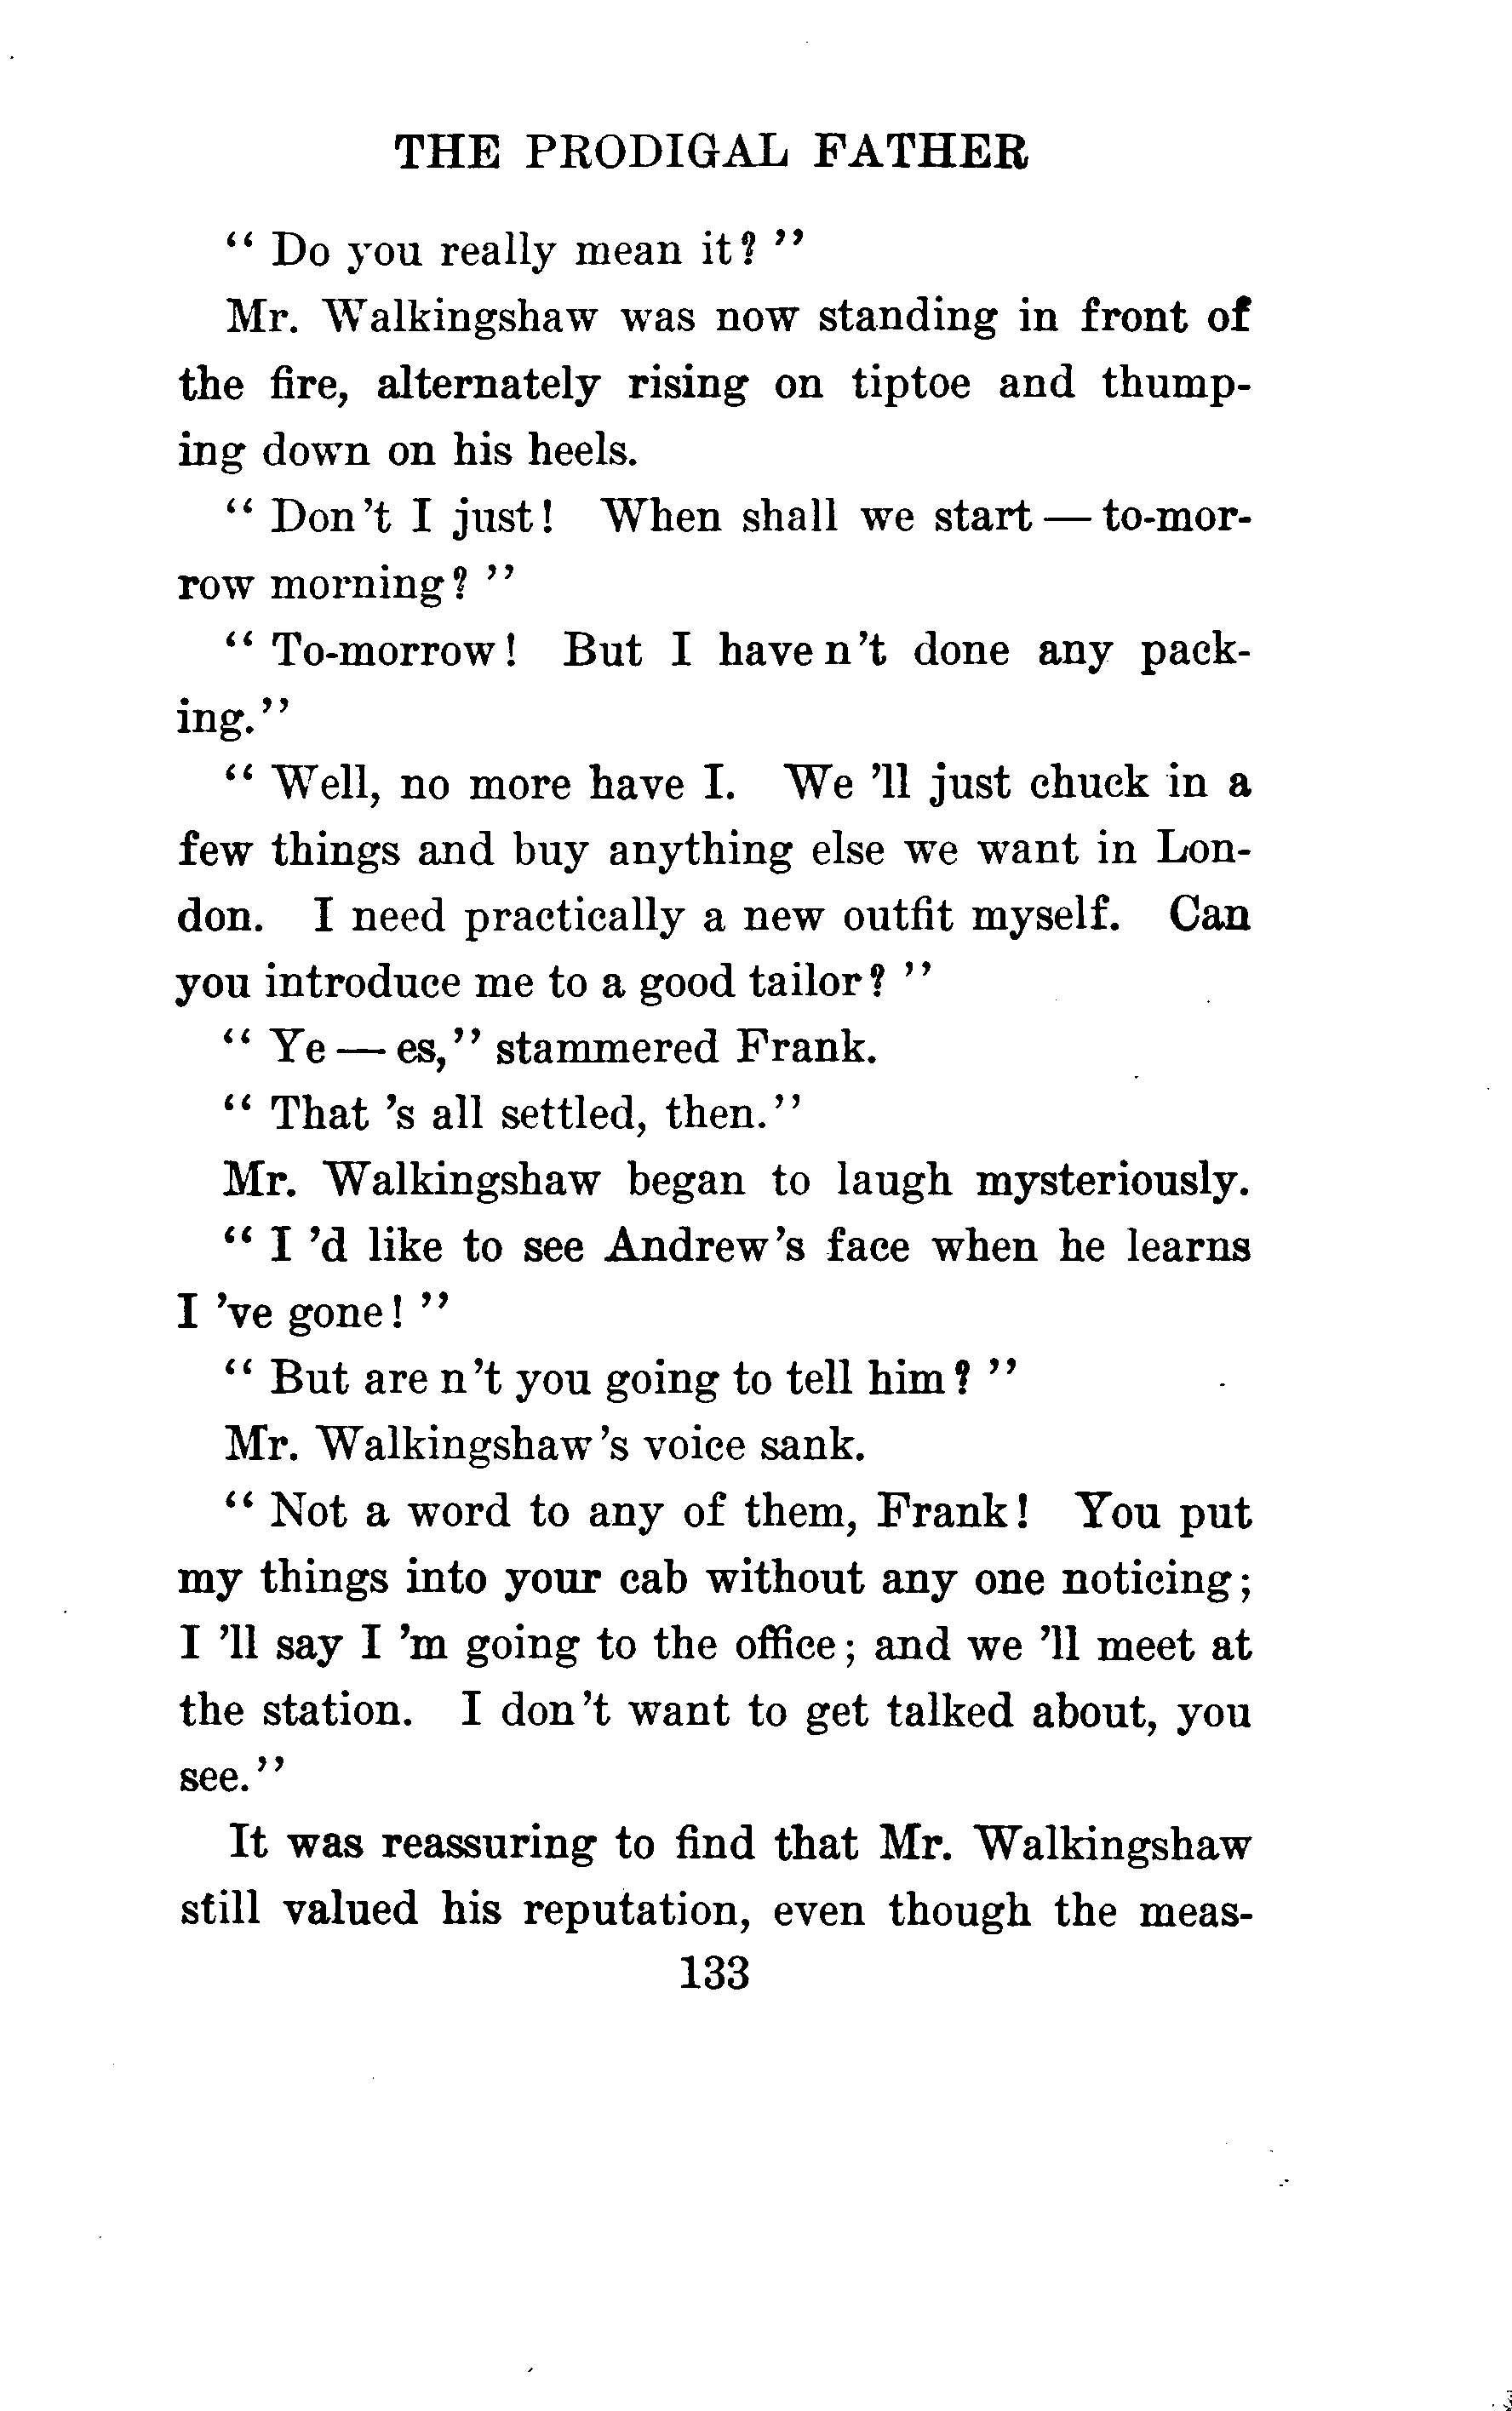 THE PRODIGAL FATHER
“ Do you really mean it? ”
Mr. Walkingshaw was now standing in front of
the fire, alternately rising on tiptoe and thump-
ing down on his heels.
“ Don't I just! When shall we start — to-mor-
row morning? ”
“ To-morrow! But I have n't done any pack-
ing.”
“ Well, no more have I. We 'll just chuck in a
few things and buy anything else we want in Lon-
don. I need practically a new outfit myself. Can
you introduce me to a good tailor? ”
“ Ye — es,” stammered Frank.
“ That 's all settled, then.”
Mr. Walkingshaw began to laugh mysteriously.
“ I 'd like to see Andrew's face when he learns
I 've gone! ”
“ But are n't you going to tell him? ”
Mr. Walkingshaw's voice sank.
“ Not a word to any of them, Frank! You put
my things into your cab without any one noticing;
I 'll say I 'm going to the office; and we 'll meet at
the station. I don't want to get talked about, you
see.”
It was reassuring to find that Mr. Walkingshaw
still valued his reputation, even though the meas-
133